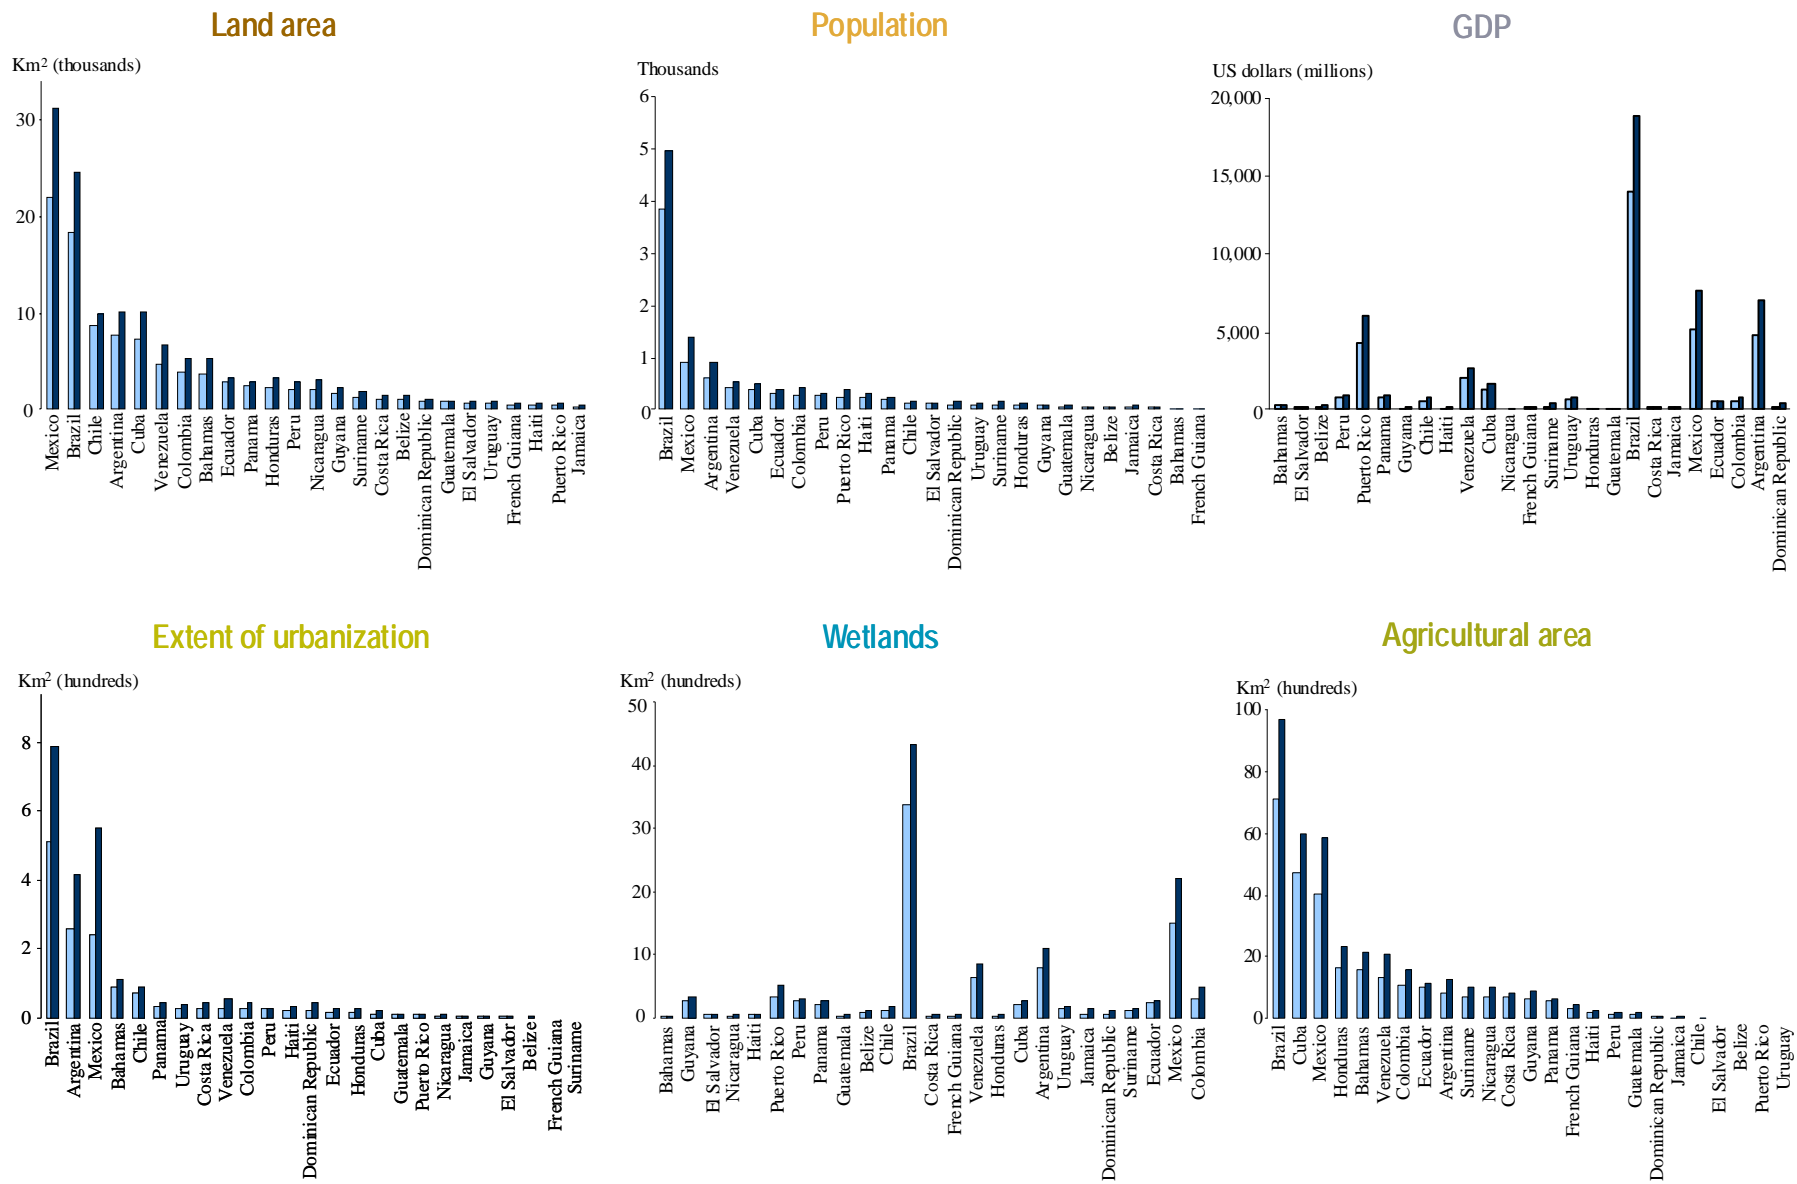 Land area
Km² (thousands)
30
20
10
0
Mexico
Brazil
Chile
Argentina
Cuba
Venezuela
Colombia
Bahamas
Ecuador
Panama
Honduras
Peru
Nicaragua
Guyana
Suriname
Costa Rica
Belize
Dominican Republic
Guatemala
El Salvador
Uruguay
French Guiana
Haiti
Puerto Rico
Jamaica
Population
Thousands
6
5
4
3
2
1
0
Brazil
Mexico
Argentina
Venezuela
Cuba
Ecuador
Colombia
Peru
Puerto Rico
Haiti
Panama
Chile
El Salvador
Dominican Republic
Uruguay
Suriname
Honduras
Guyana
Guatemala
Nicaragua
Belize
Jamaica
Costa Rica
Bahamas
French Guiana
GDP
US dollars (millions)
20,000
15,000
10,000
5,000
0
Bahamas
El Salvador
Belize
Peru
Puerto Rico
Panama
Guyana
Chile
Haiti
Venezuela
Cuba
Nicaragua
French Guiana
Suriname
Uruguay
Honduras
Guatemala
Brazil
Costa Rica
Jamaica
Mexico
Ecuador
Colombia
Argentina
Dominican Republic
Extent of urbanization
Km² (hundreds)
8
6
4
2
0
Brazil
Argentina
Mexico
Bahamas
Chile
Panama
Uruguay
Costa Rica
Venezuela
Colombia
Peru
Haiti
Dominican Republic
Ecuador
Honduras
Cuba
Guatemala
Puerto Rico
Nicaragua
Jamaica
Guyana
El Salvador
Belize
French Guiana
Suriname
Wetlands
Km² (hundreds)
50
40
30
20
10
0
Bahamas
Guyana
El Salvador
Nicaragua
Haiti
Puerto Rico
Peru
Panama
Guatemala
Belize
Chile
Brazil
Costa Rica
French Guiana
Venezuela
Honduras
Cuba
Argentina
Uruguay
Jamaica
Dominican Republic
Suriname
Ecuador
Mexico
Colombia
Agricultural area
Km² (hundreds)
100
80
60
40
20
0
Brazil
Cuba
Mexico
Honduras
Bahamas
Venezuela
Colombia
Ecuador
Argentina
Suriname
Nicaragua
Costa Rica
Guyana
Panama
French Guiana
Haiti
Peru
Guatemala
Dominican Republic
Jamaica
Chile
El Salvador
Belize
Puerto Rico
Uruguay